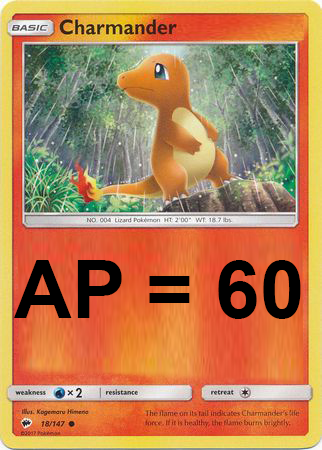 BASIC Charmander
NO. 004 Lizard Pokémon HT: 2'00" WT: 18.7 lbs.
AP = 60
weakness ×2 resistance retreat
Illus. Kagemaru Himeno
18/147
©2017 Pokémon
The flame on its tail indicates Charmander's life
force. If it is healthy, the flame burns brightly.